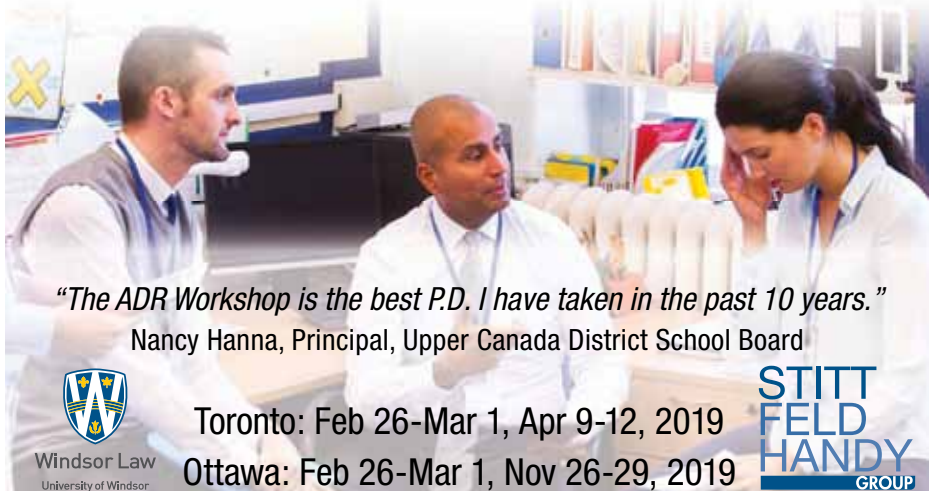 “The ADR Workshop is the best P.D. I have taken in the past 10 years.”
Nancy Hanna, Principal, Upper Canada District School Board
Toronto: Feb 26-Mar 1, Apr 9-12, 2019
Ottawa: Feb 26-Mar 1, Nov 26-29, 2019
Windsor Law
University of Windsor
STITT
FELD
HANDY
GROUP